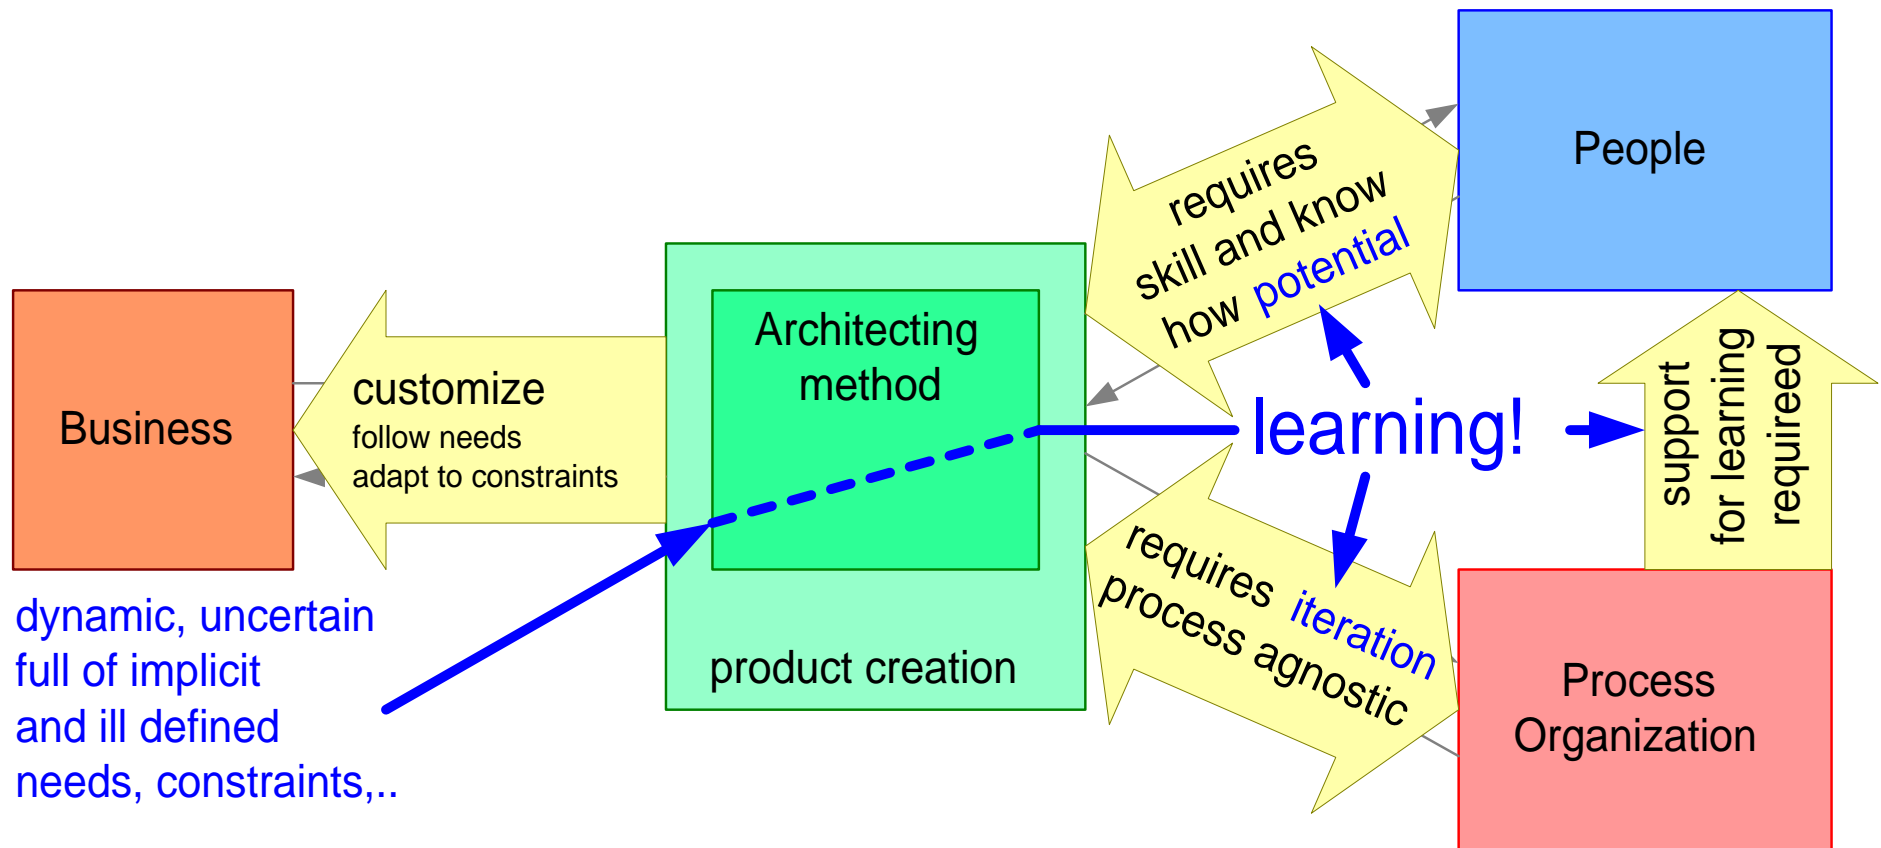 Business
customize
follow needs
adapt to constraints
dynamic, uncertain
full of implicit
and ill defined
needs, constraints,..
Architecting
method
product creation
requires
skill and know
how potential
learning!
requires iteration
process agnostic
People
support
for learning
requireed
Process
Organization